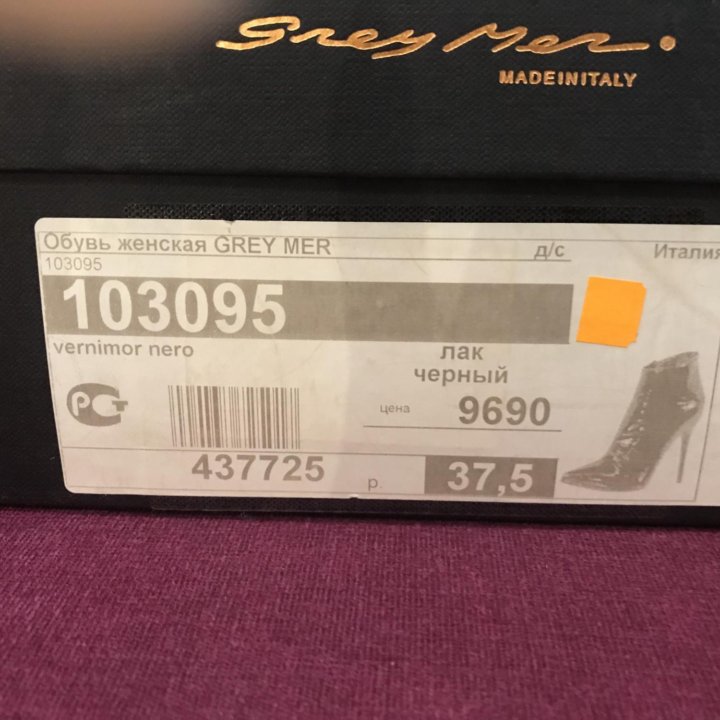 Grey Mer
MADEINITALY
Обувь женская GREY MER д/с Италия
103095
103095
vernimor nero
лак
черный
РСТ
цена 9690
437725
р. 37,5